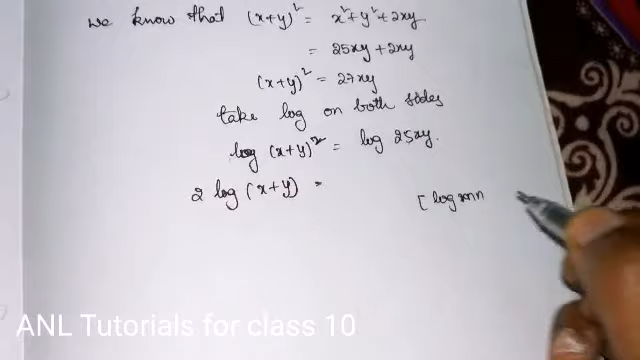 we know that (x+y)² = x²+y²+2xy
= 25xy + 2xy
(x+y)² = 27xy
take log on both sides
log (x+y)² = log 25xy.
2 log (x+y) =
[ log mn
ANL Tutorials for class 10